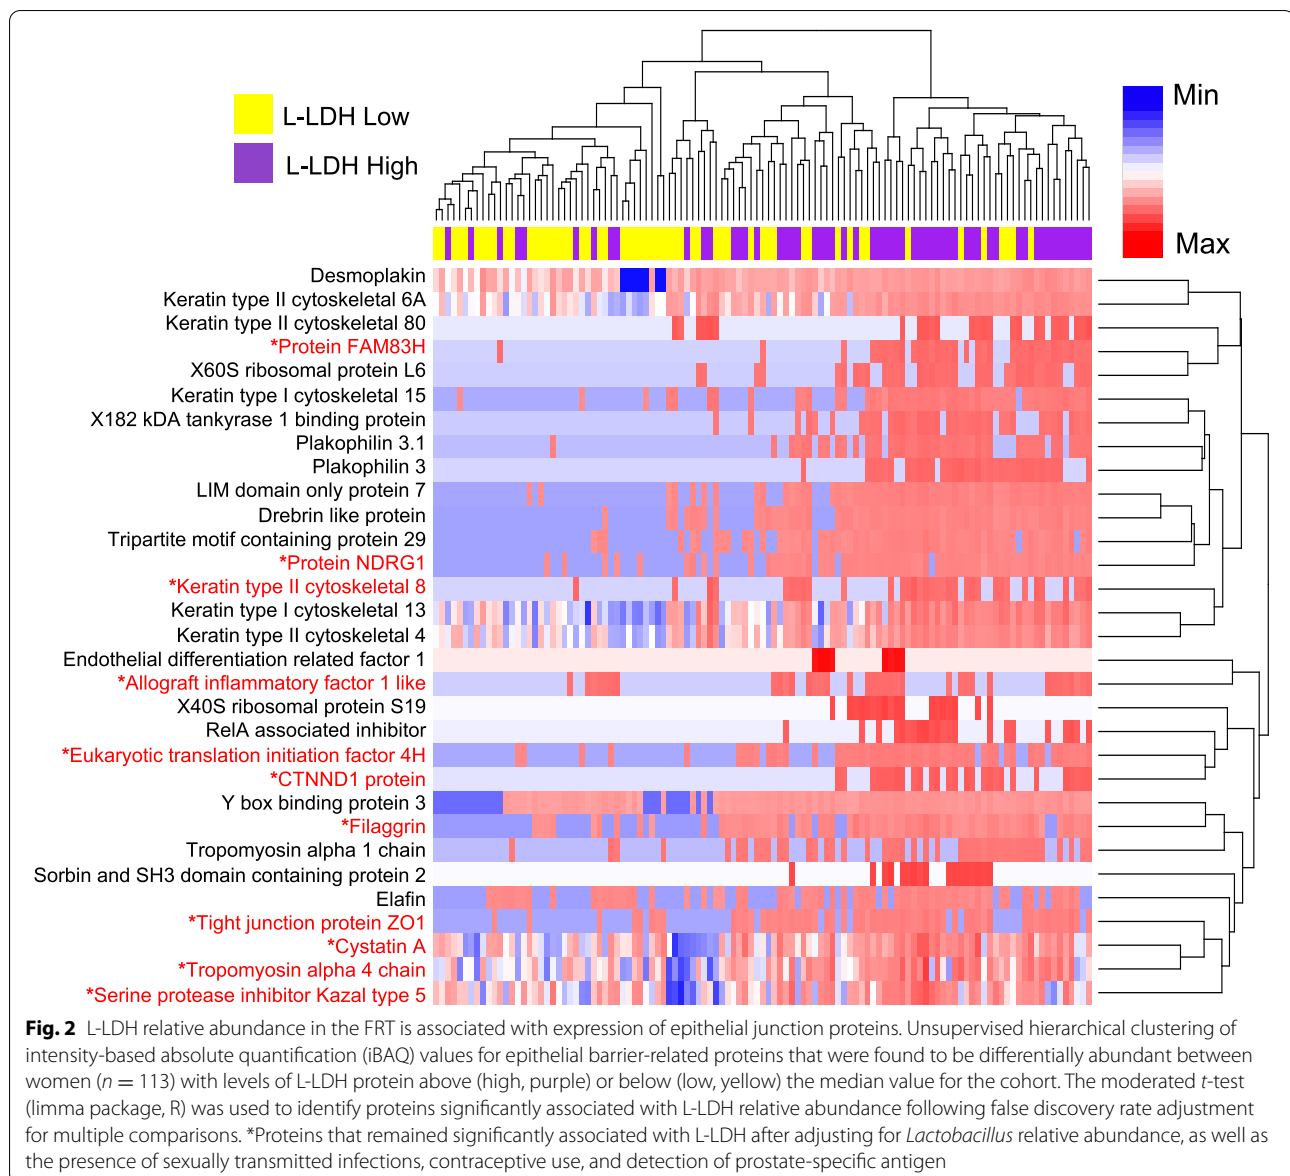 L-LDH Low
L-LDH High
Min
Max
Desmoplakin
Keratin type II cytoskeletal 6A
Keratin type II cytoskeletal 80
*Protein FAM83H
X60S ribosomal protein L6
Keratin type I cytoskeletal 15
X182 kDA tankyrase 1 binding protein
Plakophilin 3.1
Plakophilin 3
LIM domain only protein 7
Drebrin like protein
Tripartite motif containing protein 29
*Protein NDRG1
*Keratin type II cytoskeletal 8
Keratin type I cytoskeletal 13
Keratin type II cytoskeletal 4
Endothelial differentiation related factor 1
*Allograft inflammatory factor 1 like
X40S ribosomal protein S19
RelA associated inhibitor
*Eukaryotic translation initiation factor 4H
*CTNND1 protein
Y box binding protein 3
*Filaggrin
Tropomyosin alpha 1 chain
Sorbin and SH3 domain containing protein 2
Elafin
*Tight junction protein ZO1
*Cystatin A
*Tropomyosin alpha 4 chain
*Serine protease inhibitor Kazal type 5
Fig. 2 L-LDH relative abundance in the FRT is associated with expression of epithelial junction proteins. Unsupervised hierarchical clustering of
intensity-based absolute quantification (iBAQ) values for epithelial barrier-related proteins that were found to be differentially abundant between
women (n = 113) with levels of L-LDH protein above (high, purple) or below (low, yellow) the median value for the cohort. The moderated t-test
(limma package, R) was used to identify proteins significantly associated with L-LDH relative abundance following false discovery rate adjustment
for multiple comparisons. *Proteins that remained significantly associated with L-LDH after adjusting for Lactobacillus relative abundance, as well as
the presence of sexually transmitted infections, contraceptive use, and detection of prostate-specific antigen